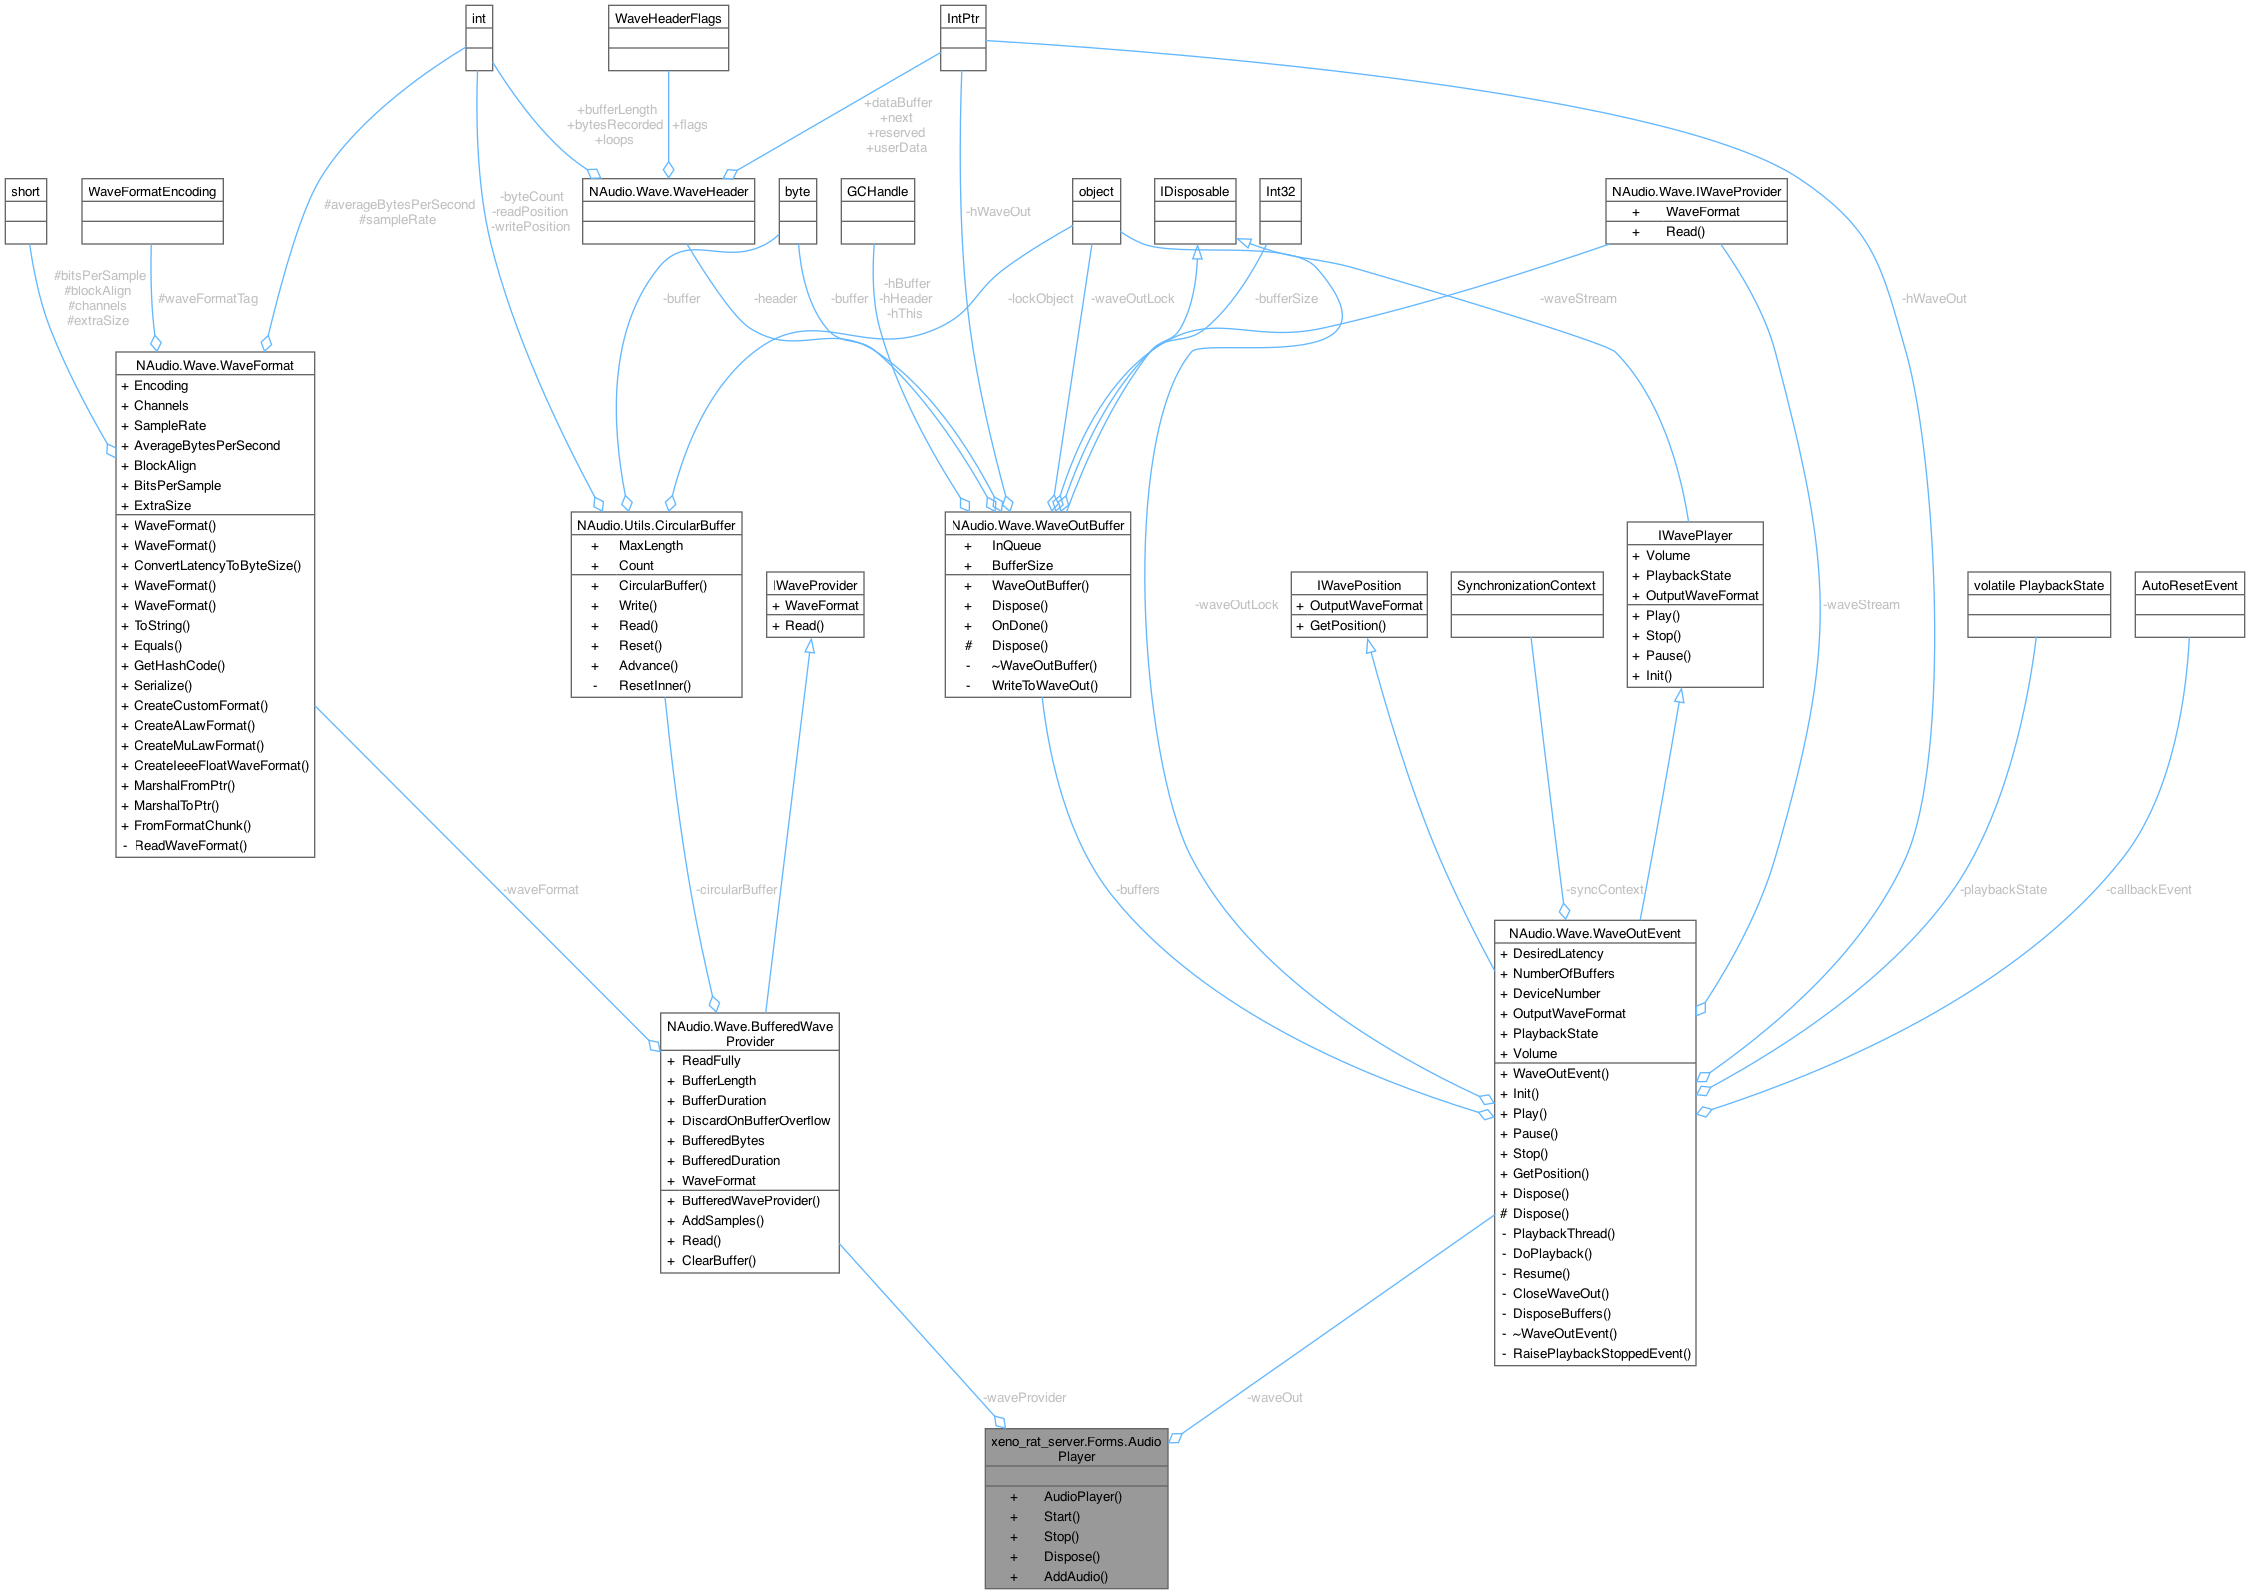 int
WaveHeaderFlags
IntPtr
+bufferLength
+bytesRecorded
+loops
+flags
+dataBuffer
+next
+reserved
+userData
short
WaveFormatEncoding
#averageBytesPerSecond
#sampleRate
-byteCount
-readPosition
-writePosition
NAudio.Wave.WaveHeader
byte
GCHandle
-hWaveOut
object
IDisposable
Int32
NAudio.Wave.IWaveProvider
+ WaveFormat
+ Read()
#bitsPerSample
#blockAlign
#channels
#extraSize
#waveFormatTag
-buffer
-header
-buffer
-hBuffer
-hHeader
-hThis
-lockObject
-waveOutLock
-bufferSize
-waveStream
-hWaveOut
NAudio.Wave.WaveFormat
+ Encoding
+ Channels
+ SampleRate
+ AverageBytesPerSecond
+ BlockAlign
+ BitsPerSample
+ ExtraSize
+ WaveFormat()
+ WaveFormat()
+ ConvertLatencyToByteSize()
+ WaveFormat()
+ WaveFormat()
+ ToString()
+ Equals()
+ GetHashCode()
+ Serialize()
+ CreateCustomFormat()
+ CreateALawFormat()
+ CreateMuLawFormat()
+ CreateIeeeFloatWaveFormat()
+ MarshalFromPtr()
+ MarshalToPtr()
+ FromFormatChunk()
- ReadWaveFormat()
NAudio.Utils.CircularBuffer
+ MaxLength
+ Count
+ CircularBuffer()
+ Write()
+ Read()
+ Reset()
+ Advance()
- ResetInner()
IWaveProvider
+ WaveFormat
+ Read()
NAudio.Wave.WaveOutBuffer
+ InQueue
+ BufferSize
+ WaveOutBuffer()
+ Dispose()
+ OnDone()
# Dispose()
- ~WaveOutBuffer()
- WriteToWaveOut()
-waveOutLock
IWavePosition
+ OutputWaveFormat
+ GetPosition()
SynchronizationContext
IWavePlayer
+ Volume
+ PlaybackState
+ OutputWaveFormat
+ Play()
+ Stop()
+ Pause()
+ Init()
-waveStream
volatile PlaybackState
AutoResetEvent
-waveFormat
-circularBuffer
-buffers
-syncContext
-playbackState
-callbackEvent
NAudio.Wave.BufferedWave
Provider
+ ReadFully
+ BufferLength
+ BufferDuration
+ DiscardOnBufferOverflow
+ BufferedBytes
+ BufferedDuration
+ WaveFormat
+ BufferedWaveProvider()
+ AddSamples()
+ Read()
+ ClearBuffer()
NAudio.Wave.WaveOutEvent
+ DesiredLatency
+ NumberOfBuffers
+ DeviceNumber
+ OutputWaveFormat
+ PlaybackState
+ Volume
+ WaveOutEvent()
+ Init()
+ Play()
+ Pause()
+ Stop()
+ GetPosition()
+ Dispose()
# Dispose()
- PlaybackThread()
- DoPlayback()
- Resume()
- CloseWaveOut()
- DisposeBuffers()
- ~WaveOutEvent()
- RaisePlaybackStoppedEvent()
-waveProvider
-waveOut
xeno_rat_server.Forms.Audio
Player
+ AudioPlayer()
+ Start()
+ Stop()
+ Dispose()
+ AddAudio()